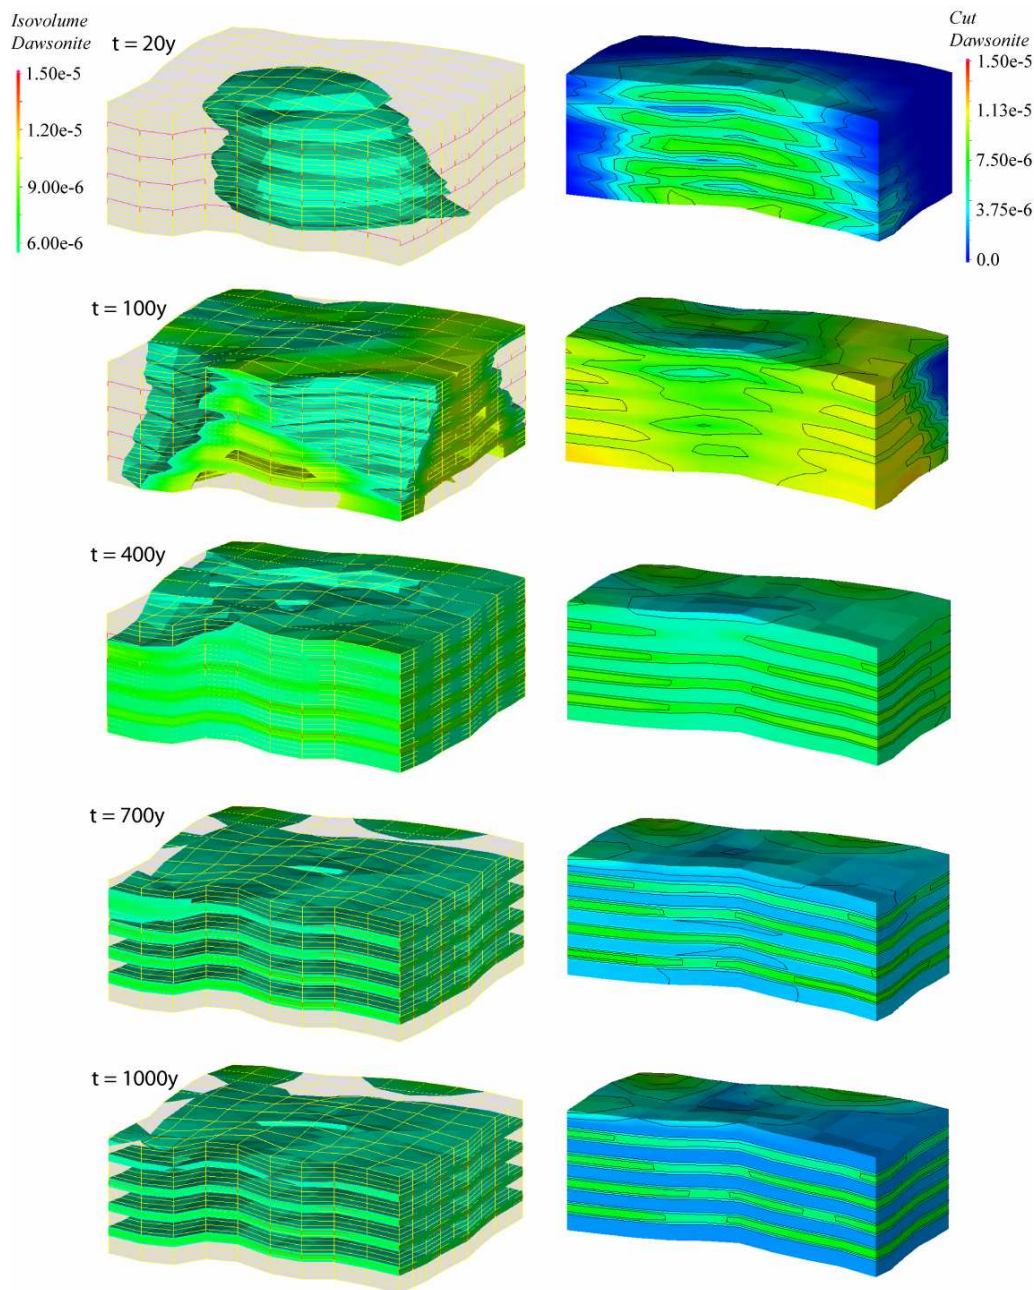 Isovolume
Dawsonite
1.50e-5
1.20e-5
9.00e-6
6.00e-6
t = 20y
Cut
Dawsonite
1.50e-5
1.13e-5
7.50e-6
3.75e-6
0.0
t = 100y
t = 400y
t = 700y
t = 1000y